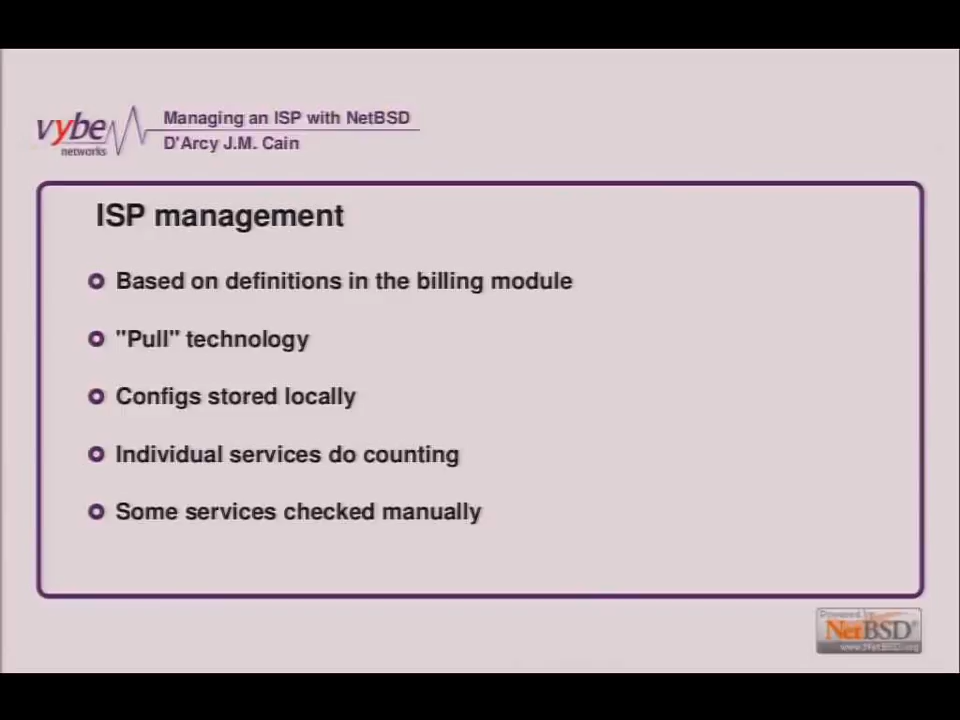 vybe
networks
Managing an ISP with NetBSD
D'Arcy J.M. Cain
ISP management
Based on definitions in the billing module
"Pull" technology
Configs stored locally
Individual services do counting
Some services checked manually
Powered by
NetBSD®
www.NetBSD.org